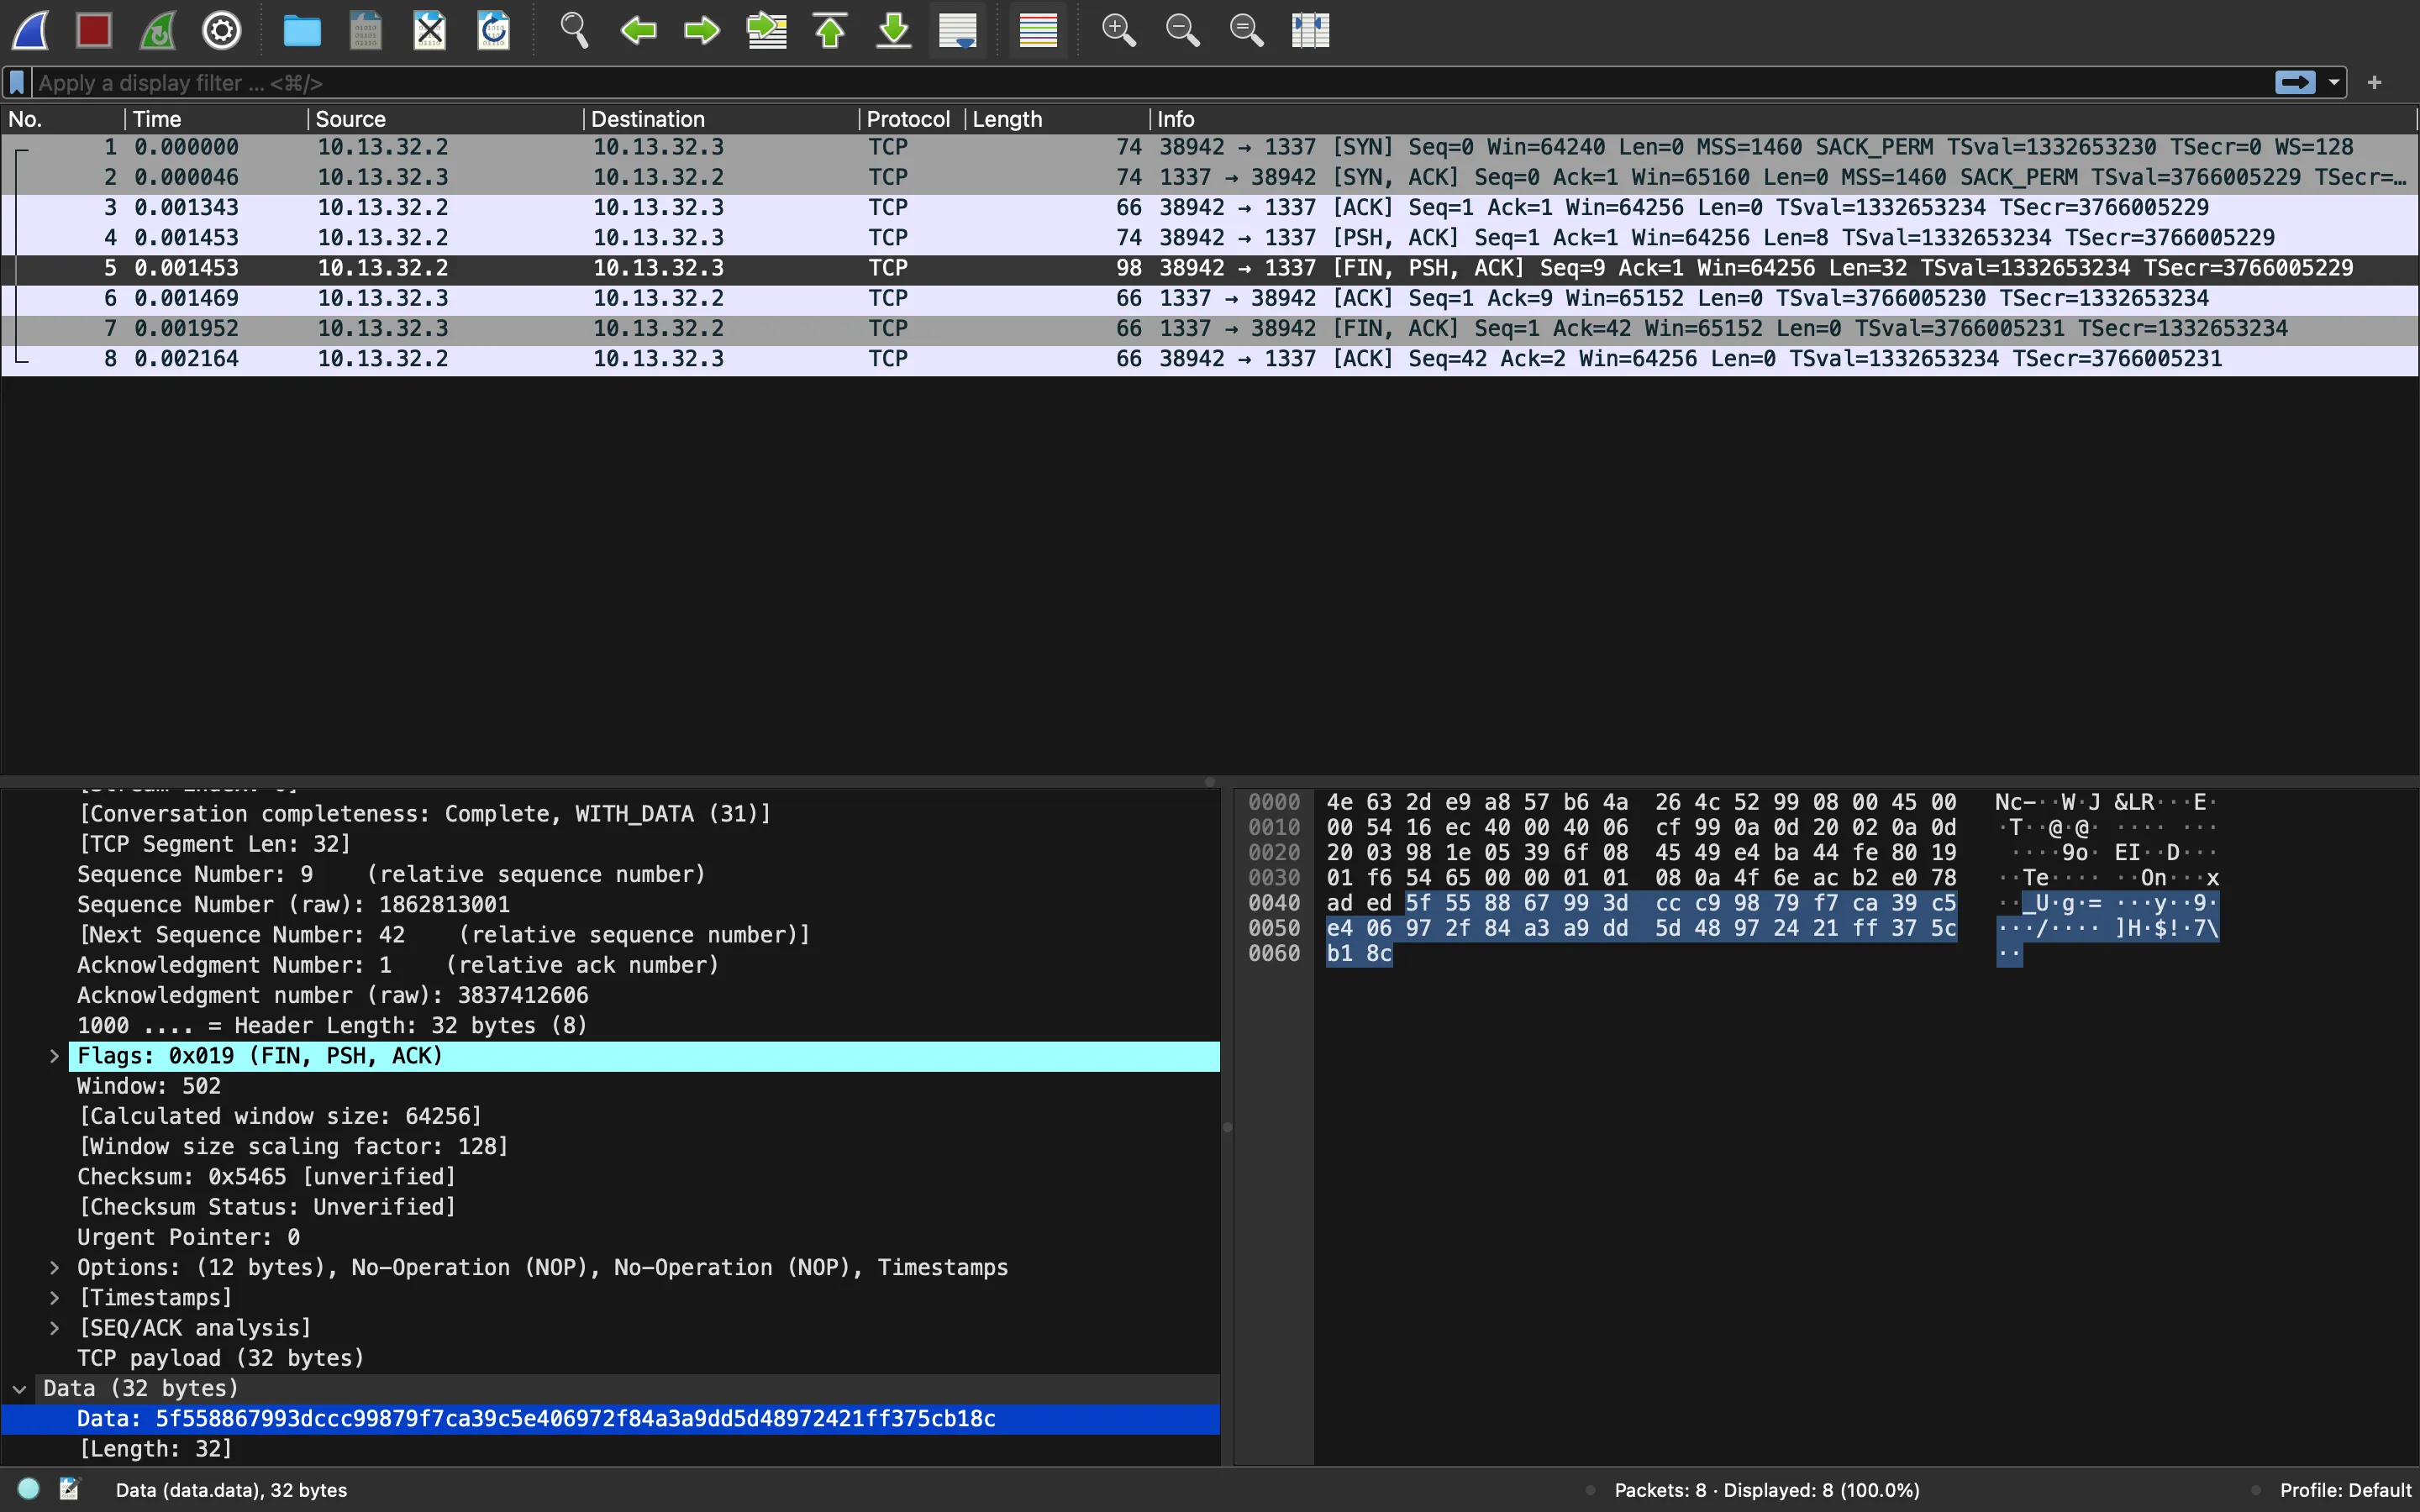 Apply a display filter ... <⌘/>
No. Time Source Destination Protocol Length Info
1 0.000000 10.13.32.2 10.13.32.3 TCP 74 38942 → 1337 [SYN] Seq=0 Win=64240 Len=0 MSS=1460 SACK_PERM TSval=1332653230 TSecr=0 WS=128
2 0.000046 10.13.32.3 10.13.32.2 TCP 74 1337 → 38942 [SYN, ACK] Seq=0 Ack=1 Win=65160 Len=0 MSS=1460 SACK_PERM TSval=3766005229 TSecr=…
3 0.001343 10.13.32.2 10.13.32.3 TCP 66 38942 → 1337 [ACK] Seq=1 Ack=1 Win=64256 Len=0 TSval=1332653234 TSecr=3766005229
4 0.001453 10.13.32.2 10.13.32.3 TCP 74 38942 → 1337 [PSH, ACK] Seq=1 Ack=1 Win=64256 Len=8 TSval=1332653234 TSecr=3766005229
5 0.001453 10.13.32.2 10.13.32.3 TCP 98 38942 → 1337 [FIN, PSH, ACK] Seq=9 Ack=1 Win=64256 Len=32 TSval=1332653234 TSecr=3766005229
6 0.001469 10.13.32.3 10.13.32.2 TCP 66 1337 → 38942 [ACK] Seq=1 Ack=9 Win=65152 Len=0 TSval=3766005230 TSecr=1332653234
7 0.001952 10.13.32.3 10.13.32.2 TCP 66 1337 → 38942 [FIN, ACK] Seq=1 Ack=42 Win=65152 Len=0 TSval=3766005231 TSecr=1332653234
8 0.002164 10.13.32.2 10.13.32.3 TCP 66 38942 → 1337 [ACK] Seq=42 Ack=2 Win=64256 Len=0 TSval=1332653234 TSecr=3766005231
[Conversation completeness: Complete, WITH_DATA (31)]
[TCP Segment Len: 32]
Sequence Number: 9    (relative sequence number)
Sequence Number (raw): 1862813001
[Next Sequence Number: 42    (relative sequence number)]
Acknowledgment Number: 1    (relative ack number)
Acknowledgment number (raw): 3837412606
1000 .... = Header Length: 32 bytes (8)
Flags: 0x019 (FIN, PSH, ACK)
Window: 502
[Calculated window size: 64256]
[Window size scaling factor: 128]
Checksum: 0x5465 [unverified]
[Checksum Status: Unverified]
Urgent Pointer: 0
Options: (12 bytes), No-Operation (NOP), No-Operation (NOP), Timestamps
[Timestamps]
[SEQ/ACK analysis]
TCP payload (32 bytes)
Data (32 bytes)
Data: 5f558867993dccc99879f7ca39c5e406972f84a3a9dd5d48972421ff375cb18c
[Length: 32]
0000 4e 63 2d e9 a8 57 b6 4a 26 4c 52 99 08 00 45 00 Nc-··W·J &LR···E·
0010 00 54 16 ec 40 00 40 06 cf 99 0a 0d 20 02 0a 0d ·T··@·@· ···· ···
0020 20 03 98 1e 05 39 6f 08 45 49 e4 ba 44 fe 80 19 ····9o· EI··D···
0030 01 f6 54 65 00 00 01 01 08 0a 4f 6e ac b2 e0 78 ··Te···· ··On···x
0040 ad ed 5f 55 88 67 99 3d cc c9 98 79 f7 ca 39 c5 ··_U·g·= ···y··9·
0050 e4 06 97 2f 84 a3 a9 dd 5d 48 97 24 21 ff 37 5c ···/···· ]H·$!·7\
0060 b1 8c ··
Data (data.data), 32 bytes
Packets: 8 · Displayed: 8 (100.0%)
Profile: Default